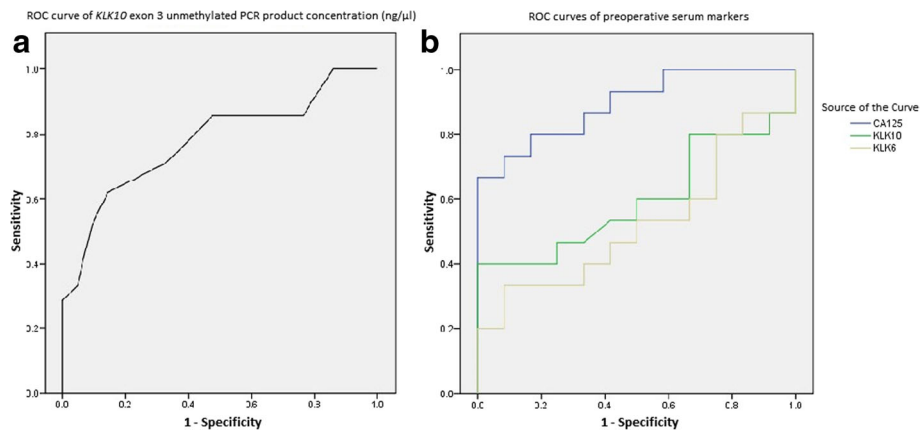 ROC curve of KLK10 exon 3 unmethylated PCR product concentration (ng/µl)
a
Sensitivity
1.0
0.8
0.6
0.4
0.2
0.0
0.0 0.2 0.4 0.6 0.8 1.0
1 - Specificity
ROC curves of preoperative serum markers
b
Sensitivity
1.0
0.8
0.6
0.4
0.2
0.0
0.0 0.2 0.4 0.6 0.8 1.0
1 - Specificity
Source of the Curve
CA125
KLK10
KLK6